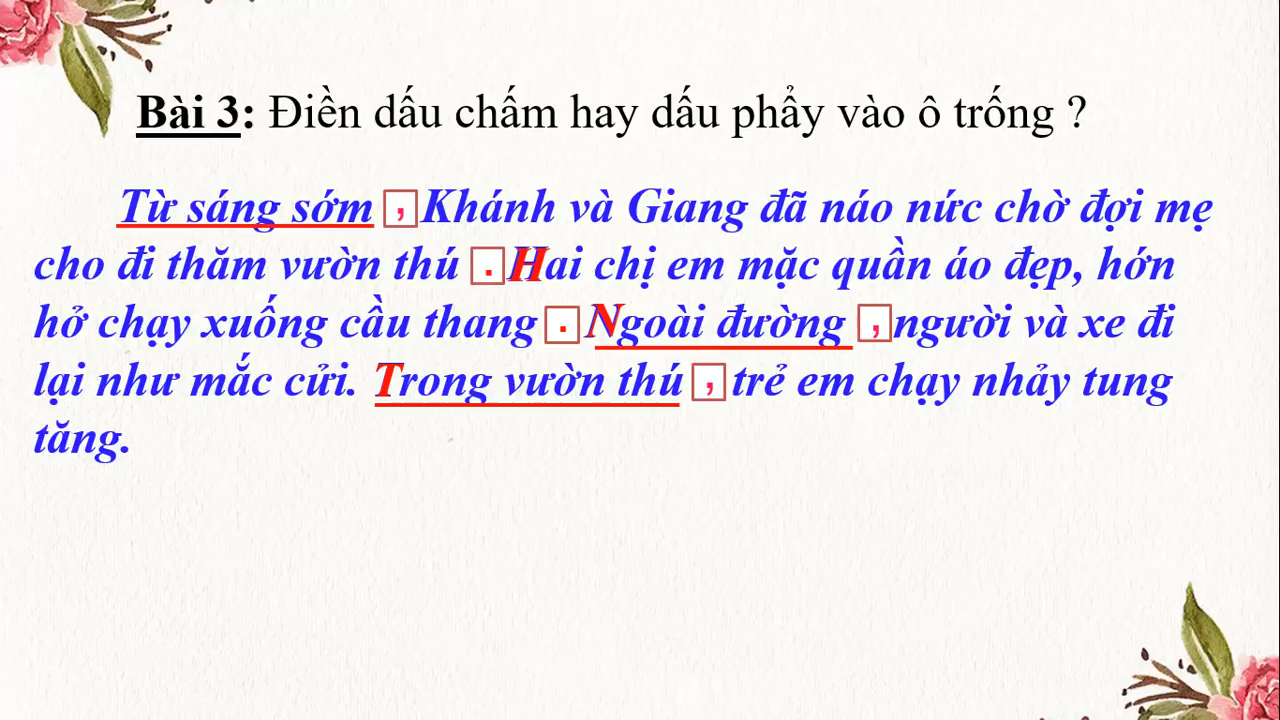 Bài 3: Điền dấu chấm hay dấu phẩy vào ô trống ?
Từ sáng sớm , Khánh và Giang đã náo nức chờ đợi mẹ
cho đi thăm vườn thú . Hai chị em mặc quần áo đẹp, hớn
hở chạy xuống cầu thang . Ngoài đường , người và xe đi
lại như mắc cửi. Trong vườn thú , trẻ em chạy nhảy tung
tăng.